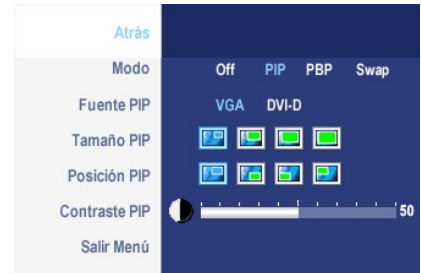 Atrás
Modo Off PIP PBP Swap
Fuente PIP VGA DVI-D
Tamaño PIP
Posición PIP
Contraste PIP 50
Salir Menú